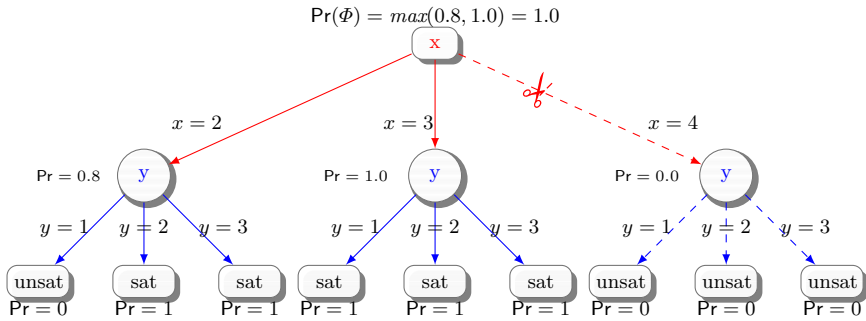 Pr(Φ) = max(0.8, 1.0) = 1.0
x
x = 2 x = 3 x = 4
Pr = 0.8 y Pr = 1.0 y Pr = 0.0 y
y = 1 y = 2 y = 3 y = 1 y = 2 y = 3 y = 1 y = 2 y = 3
unsat sat sat sat sat sat unsat unsat unsat
Pr = 0 Pr = 1 Pr = 1 Pr = 1 Pr = 1 Pr = 1 Pr = 0 Pr = 0 Pr = 0